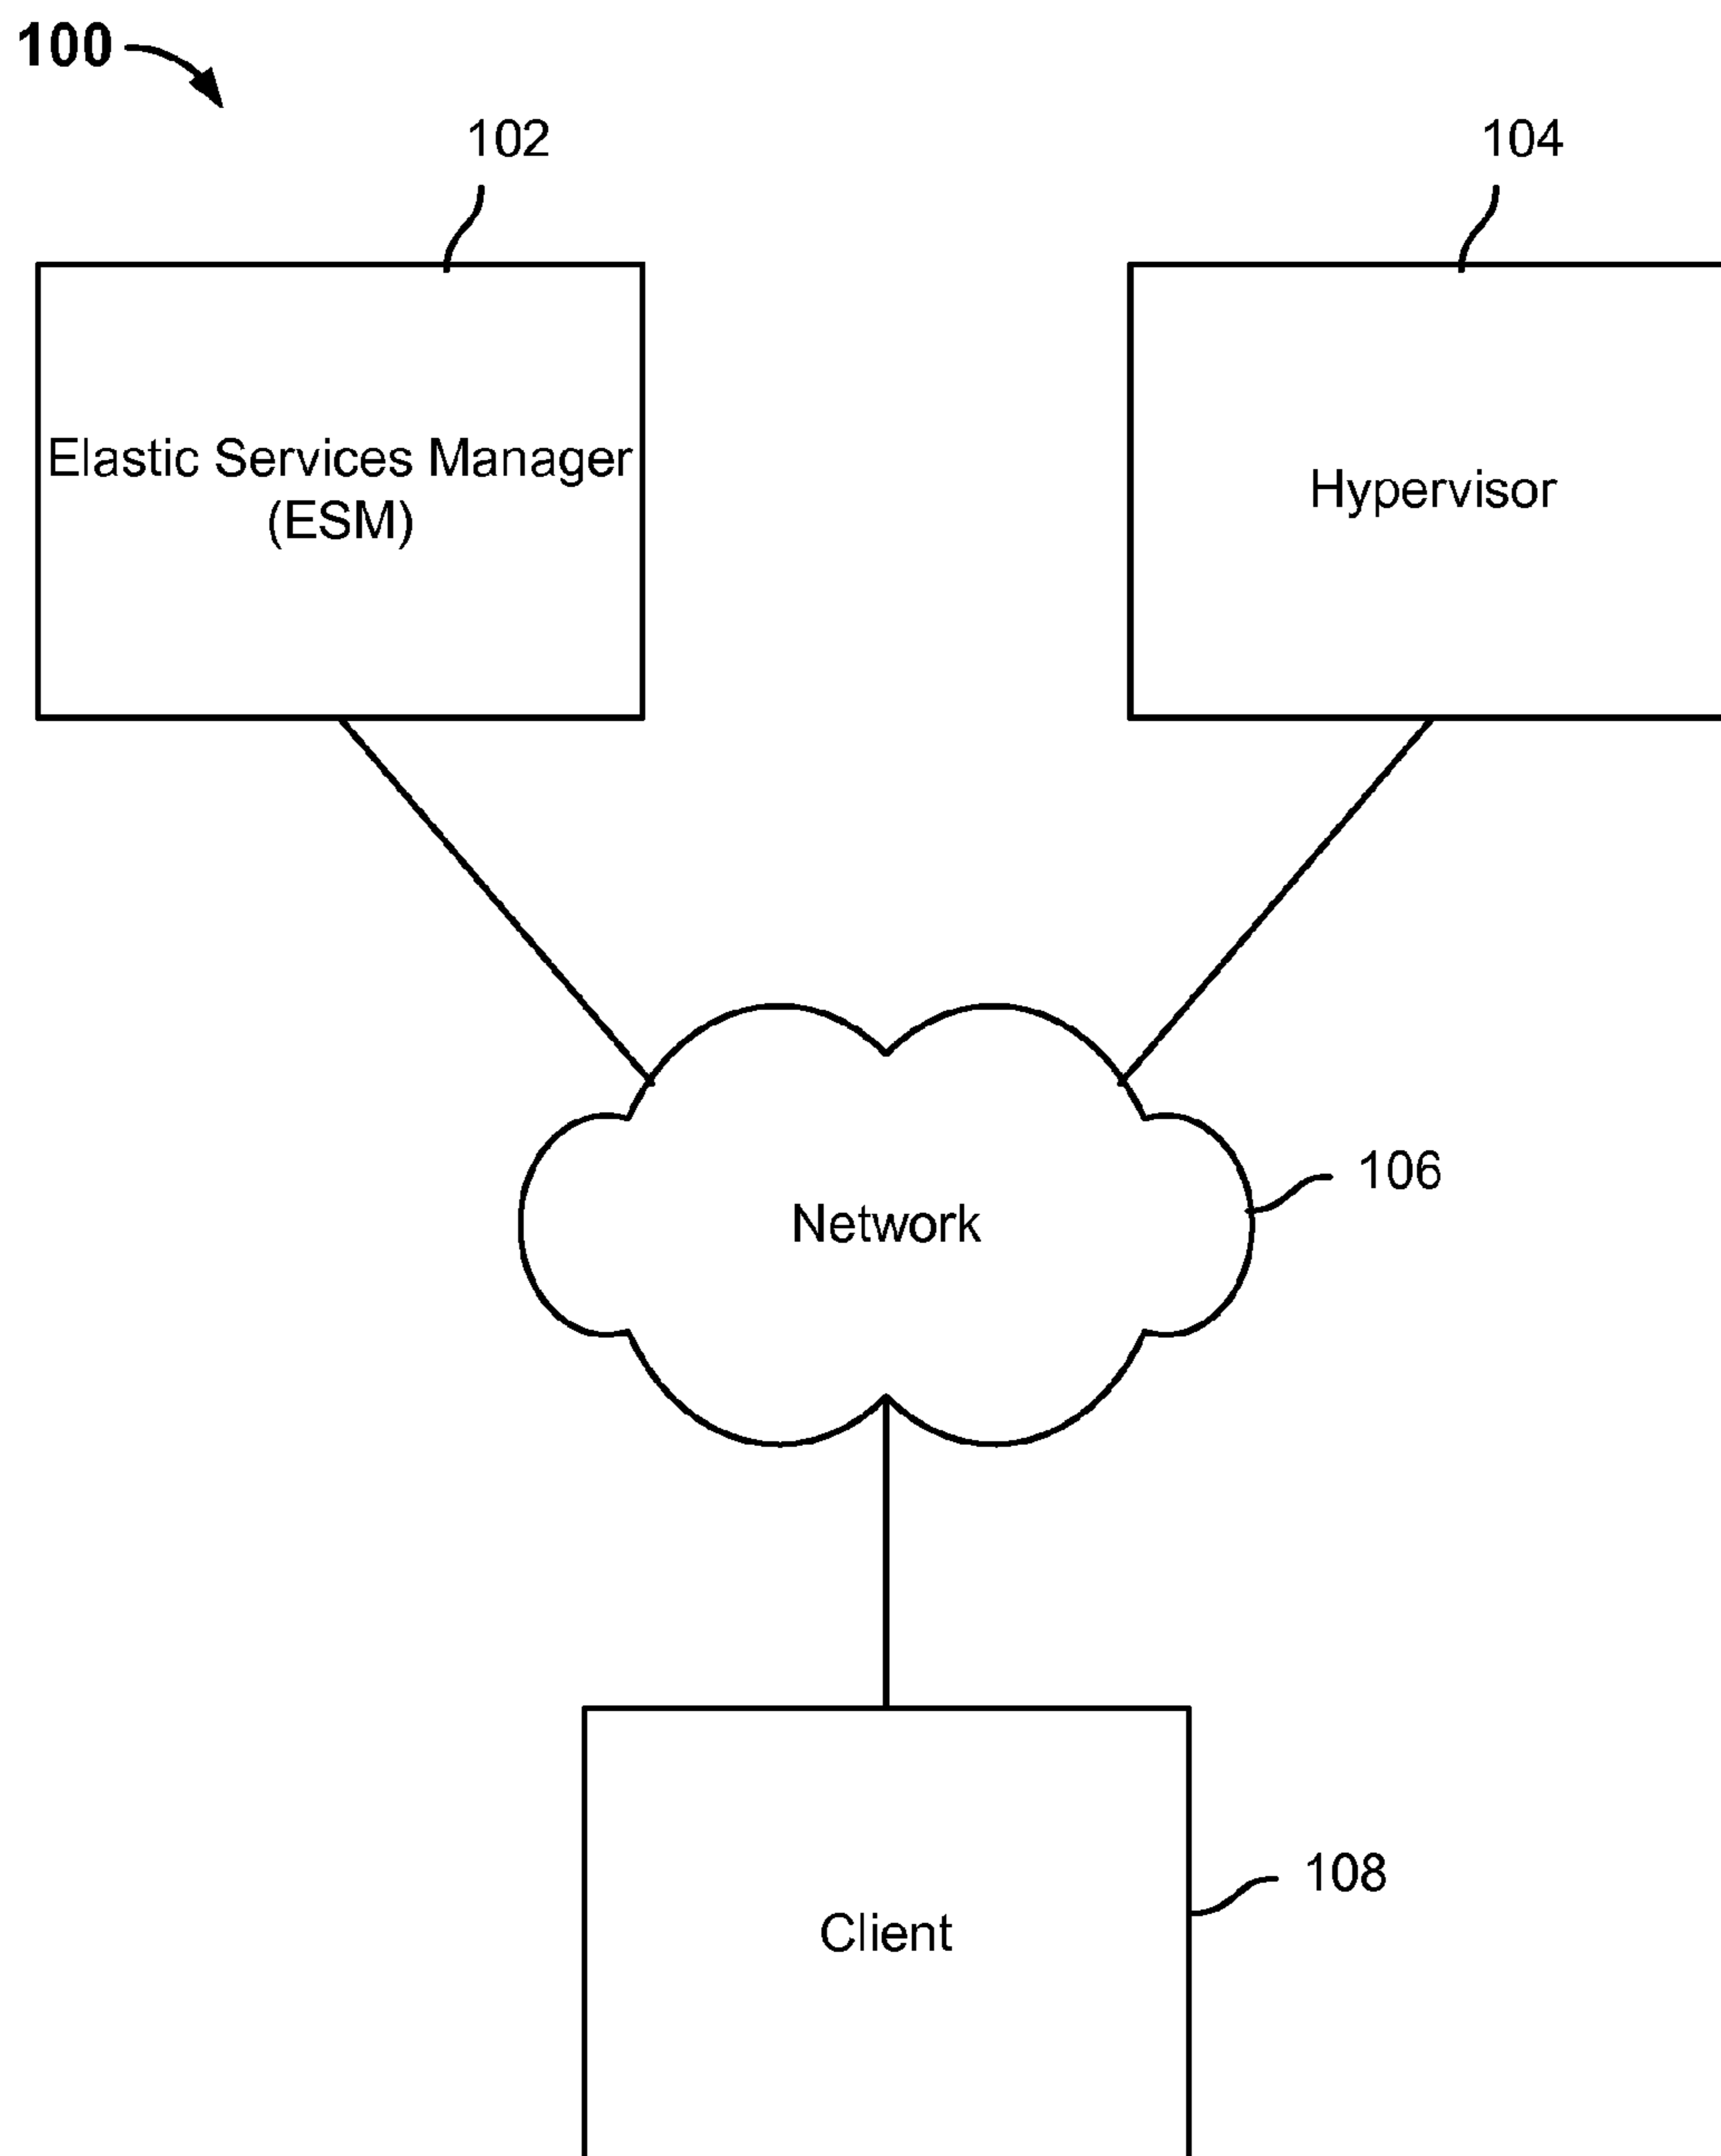 100
102
104
Elastic Services Manager
(ESM)
Hypervisor
106
Network
108
Client